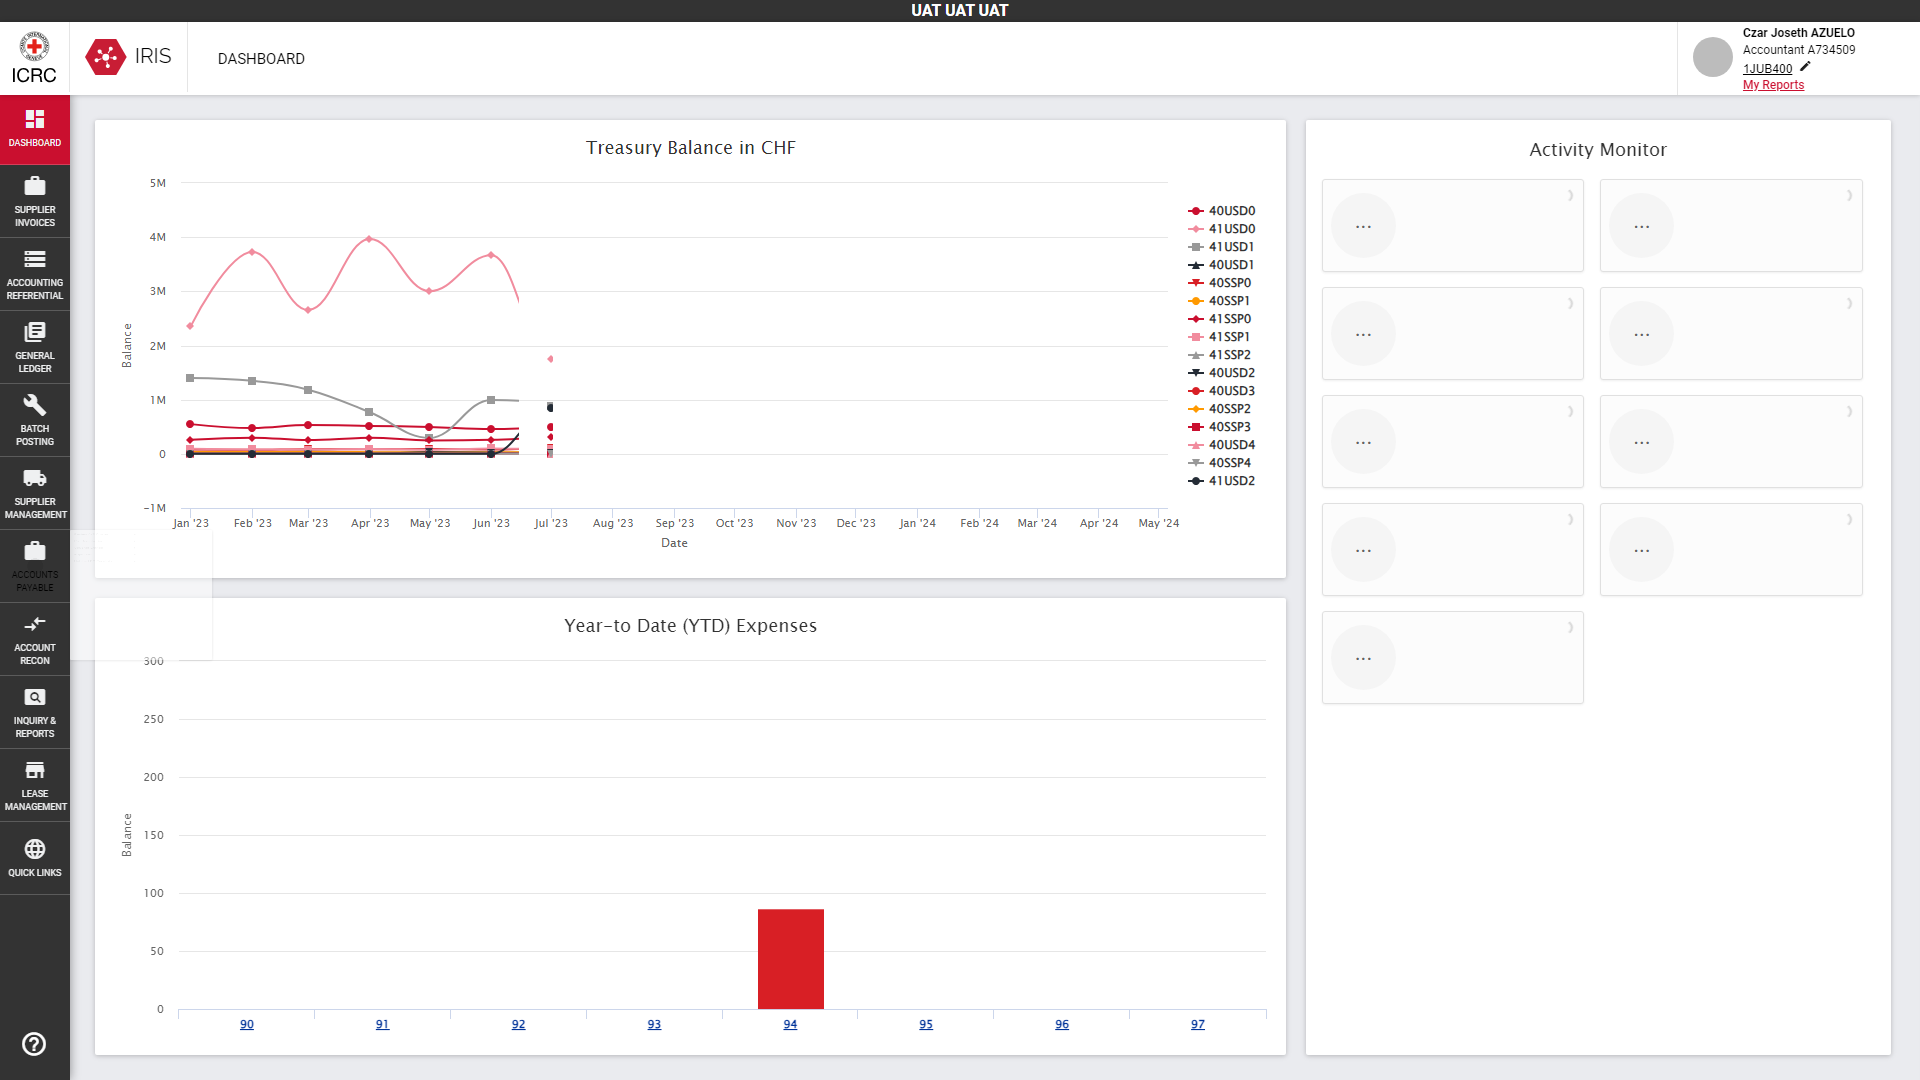 UAT UAT UAT
ICRC
IRIS
DASHBOARD
Czar Joseth AZUELO
Accountant A734509
1JUB400
My Reports
DASHBOARD
SUPPLIER
INVOICES
ACCOUNTING
REFERENTIAL
GENERAL
LEDGER
BATCH
POSTING
SUPPLIER
MANAGEMENT
ACCOUNTS
PAYABLE
ACCOUNT
RECON
INQUIRY &
REPORTS
LEASE
MANAGEMENT
QUICK LINKS
Treasury Balance in CHF
5M
4M
3M
2M
1M
0
-1M
Balance
Jan '23
Feb '23
Mar '23
Apr '23
May '23
Jun '23
Jul '23
Aug '23
Sep '23
Oct '23
Nov '23
Dec '23
Jan '24
Feb '24
Mar '24
Apr '24
May '24
Date
40USD0
41USD0
41USD1
40USD1
40SSP0
40SSP1
41SSP0
41SSP1
41SSP2
40USD2
40USD3
40SSP2
40SSP3
40USD4
40SSP4
41USD2
Year-to Date (YTD) Expenses
300
250
200
150
100
50
0
Balance
90
91
92
93
94
95
96
97
Activity Monitor
...
...
...
...
...
...
...
...
...